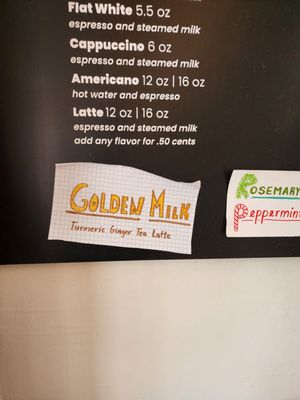 Flat White 5.5 oz
espresso and steamed milk
Cappuccino 6 oz
espresso and steamed milk
Americano 12 oz | 16 oz
hot water and espresso
Latte 12 oz | 16 oz
espresso and steamed milk
add any flavor for .50 cents
GOLDEN MILK
Turmeric Ginger Tea Latte
ROSEMARY
Peppermin